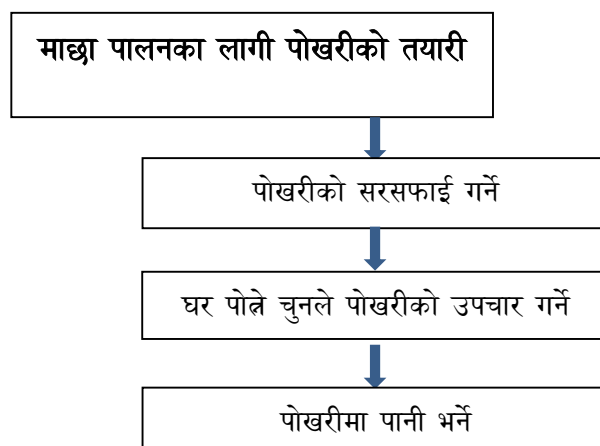 माछा पालनका लागी पोखरीको तयारी
पोखरीको सरसफाई गर्ने
घर पोत्ने चुनले पोखरीको उपचार गर्ने
पोखरीमा पानी भर्ने